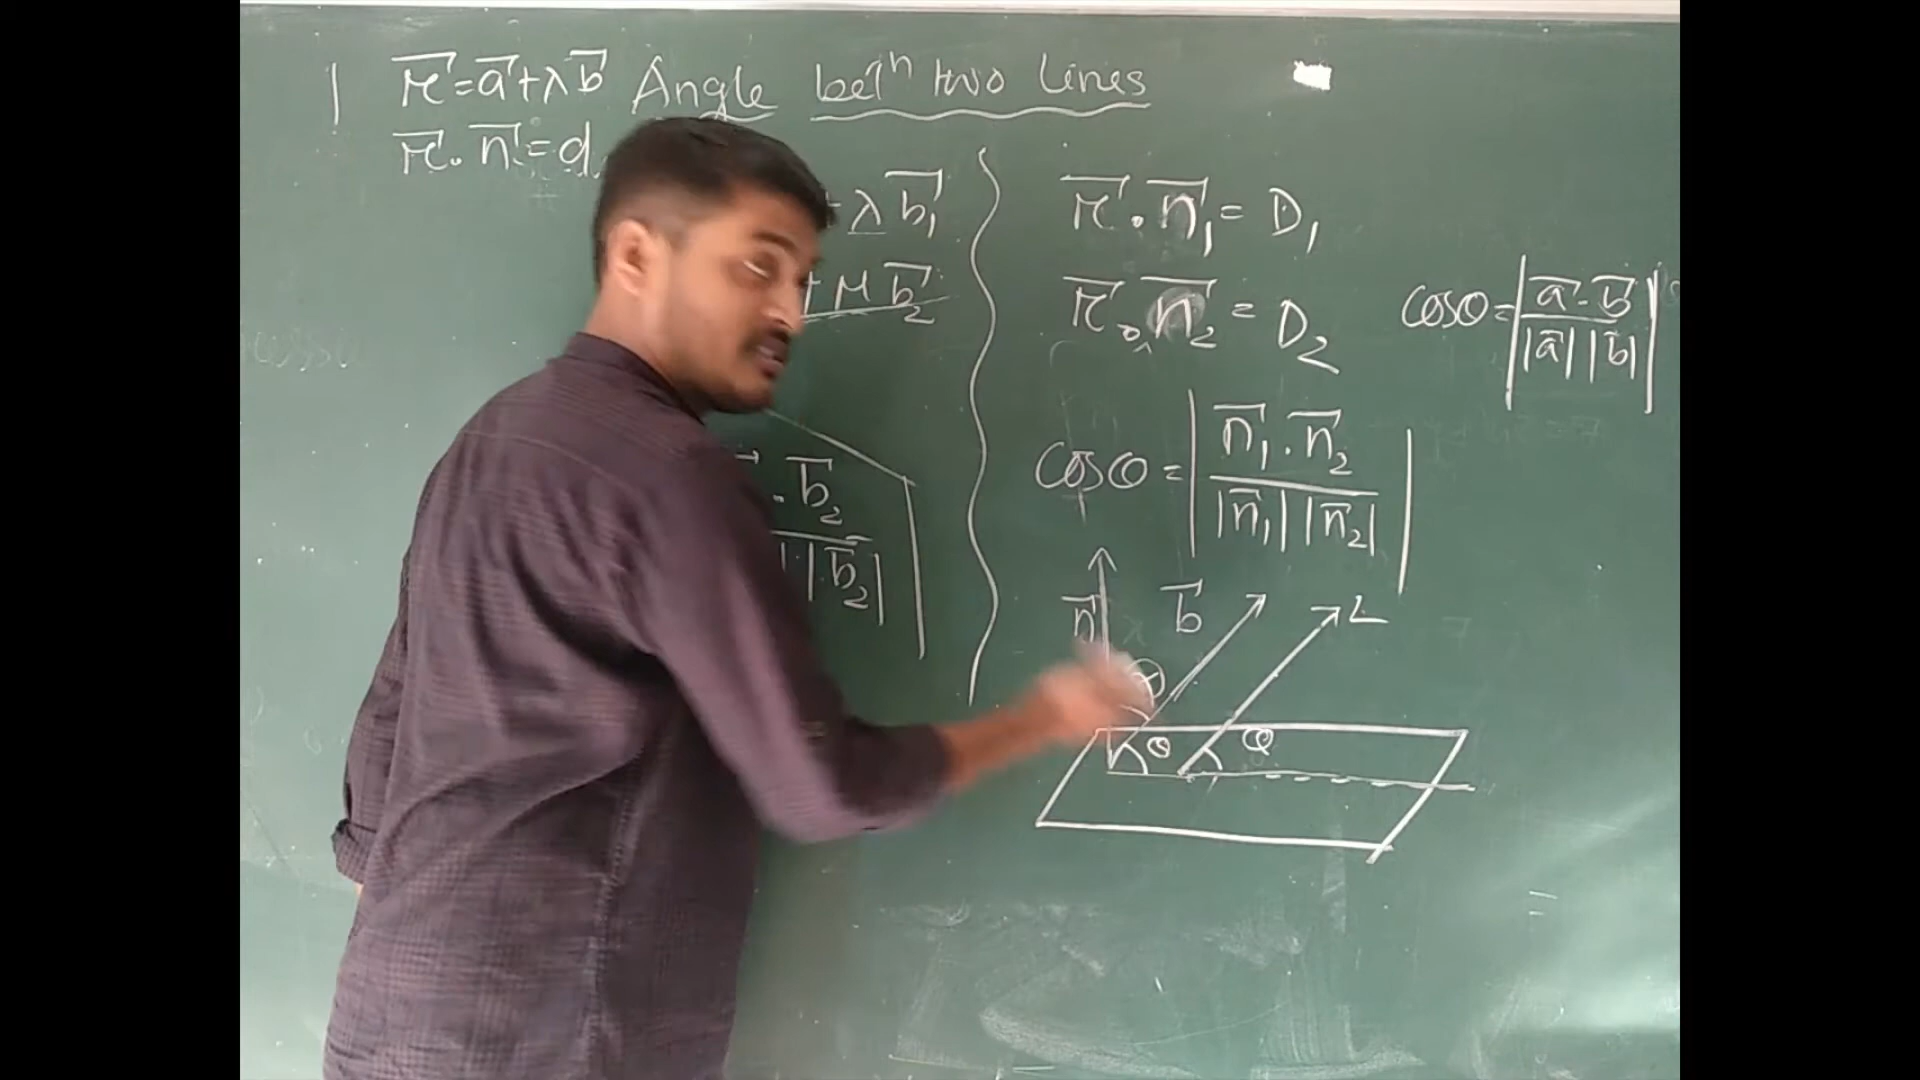 r⃗ = a⃗ + λb⃗ Angle betⁿ two lines
r⃗ . n⃗ = d
+ λ b⃗₁
+ μ b⃗₂
. b⃗₂
| |b⃗₂|
r⃗ . n⃗₁ = D₁
r⃗ . n⃗₂ = D₂
cosθ = | a⃗ . b⃗ / |a⃗| |b⃗| |
cosθ = | n⃗₁ . n⃗₂ / |n⃗₁| |n⃗₂| |
n⃗ b⃗ L
θ θ